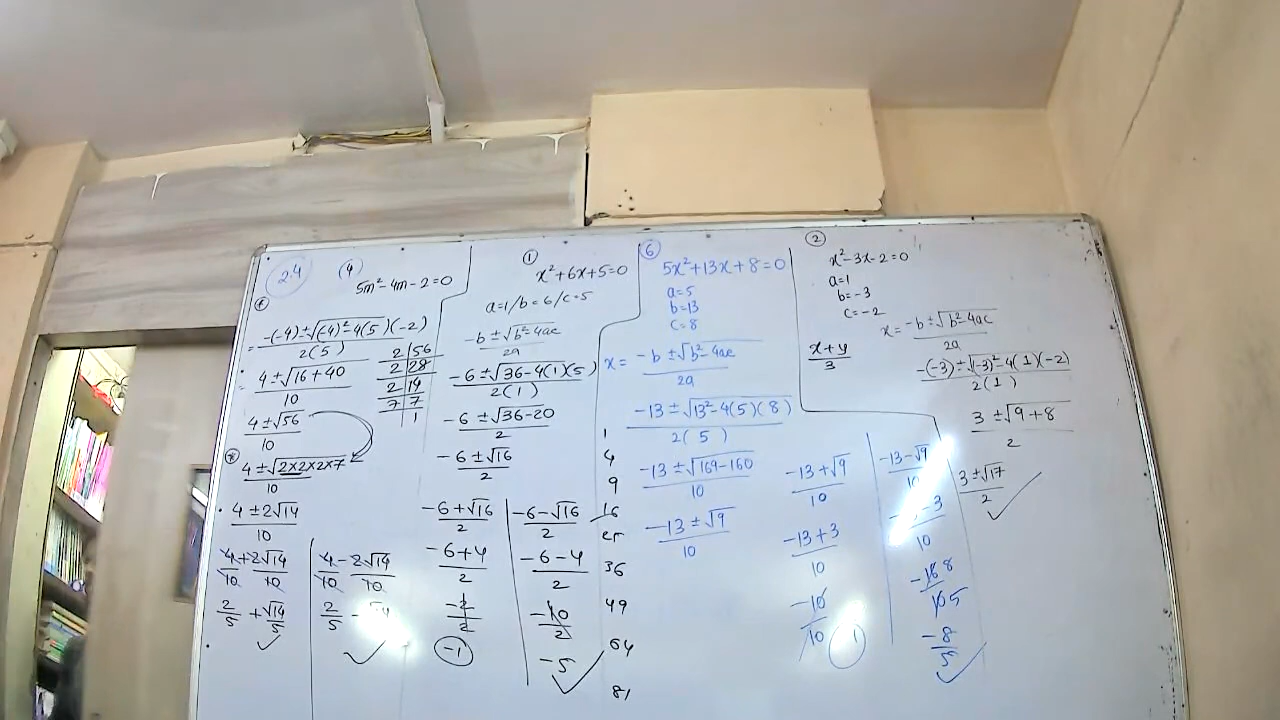 2.4
(4)
5m²-4m-2=0
= -(-4)±√(-4)²-4(5)(-2) / 2(5)
= 4±√16+40 / 10
4±√56 / 10
4±√2×2×2×7 / 10
4±2√14 / 10
4/10 + 2√14/10
4/10 - 2√14/10
2/5 + √14/5
2/5 -
2 | 56
2 | 28
2 | 14
7 | 7
1
(1)
x²+6x+5=0
a=1/b=6/c=5
-b±√b²-4ac / 2a
-6±√36-4(1)(5) / 2(1)
-6±√36-20 / 2
-6±√16 / 2
-6+√16 / 2
-6+4 / 2
-2/2
-1
-6-√16 / 2
-6-4 / 2
-10/2
-5
1
4
9
16
25
36
49
64
81
(6)
5x²+13x+8=0
a=5
b=13
c=8
x= -b±√b²-4ac / 2a
-13±√13²-4(5)(8) / 2(5)
-13±√169-160 / 10
-13±√9 / 10
-13+√9 / 10
-13+3 / 10
-10/10
1
-13-√9 / 10
-3 / 10
-16 8 / 10 5
-8/5
(2)
x²-3x-2=0
a=1
b=-3
c=-2
x= -b±√b²-4ac / 2a
x+y / 3
-(-3)±√(-3)²-4(1)(-2) / 2(1)
3±√9+8 / 2
3±√17 / 2